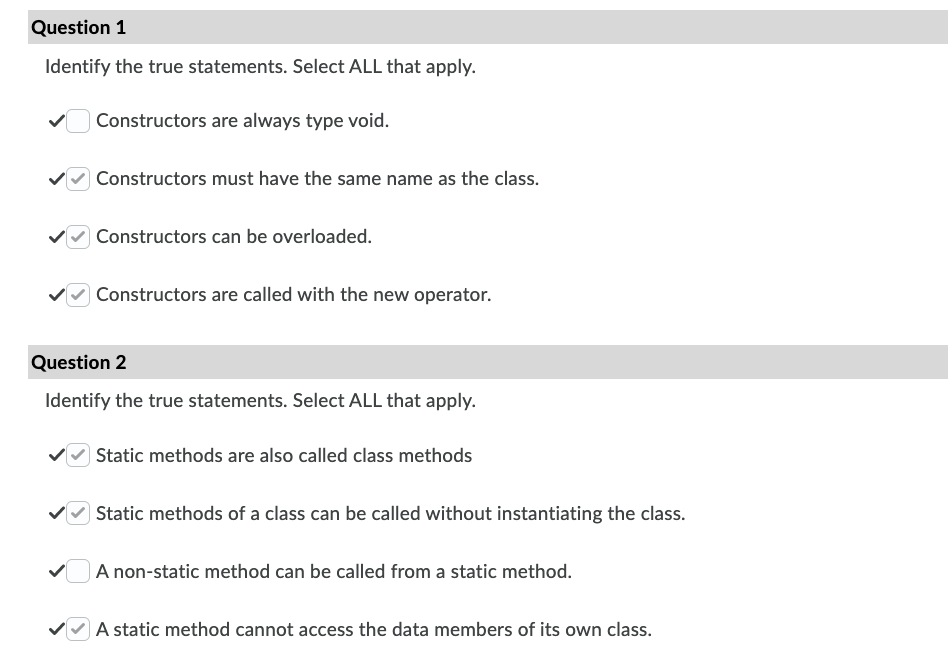 Question 1
Identify the true statements. Select ALL that apply.
Constructors are always type void.
Constructors must have the same name as the class.
Constructors can be overloaded.
Constructors are called with the new operator.
Question 2
Identify the true statements. Select ALL that apply.
Static methods are also called class methods
Static methods of a class can be called without instantiating the class.
A non-static method can be called from a static method.
A static method cannot access the data members of its own class.